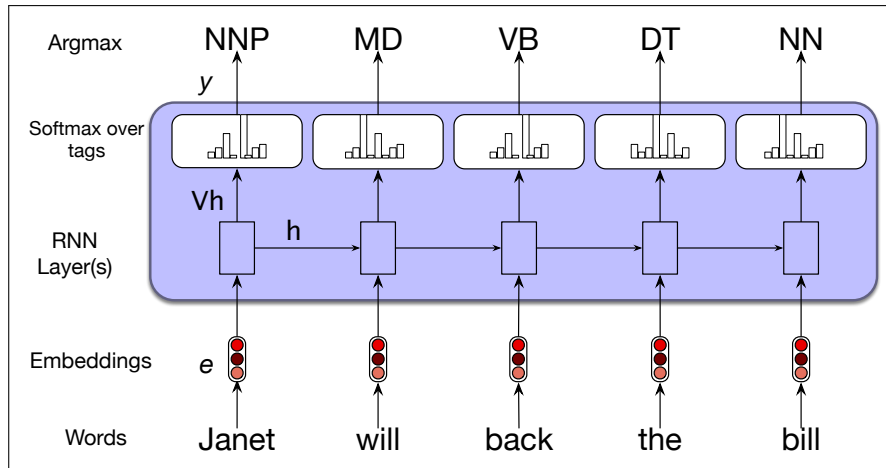 Argmax NNP MD VB DT NN
y
Softmax over
tags
Vh
RNN
Layer(s)
h
Embeddings e
Words Janet will back the bill